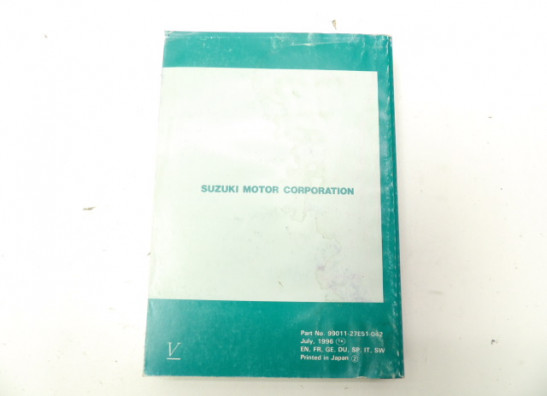 SUZUKI MOTOR CORPORATION
Part No. 99011-27E51-042
July, 1996
EN, FR, GE, DU, SP, IT, SW
Printed in Japan
V